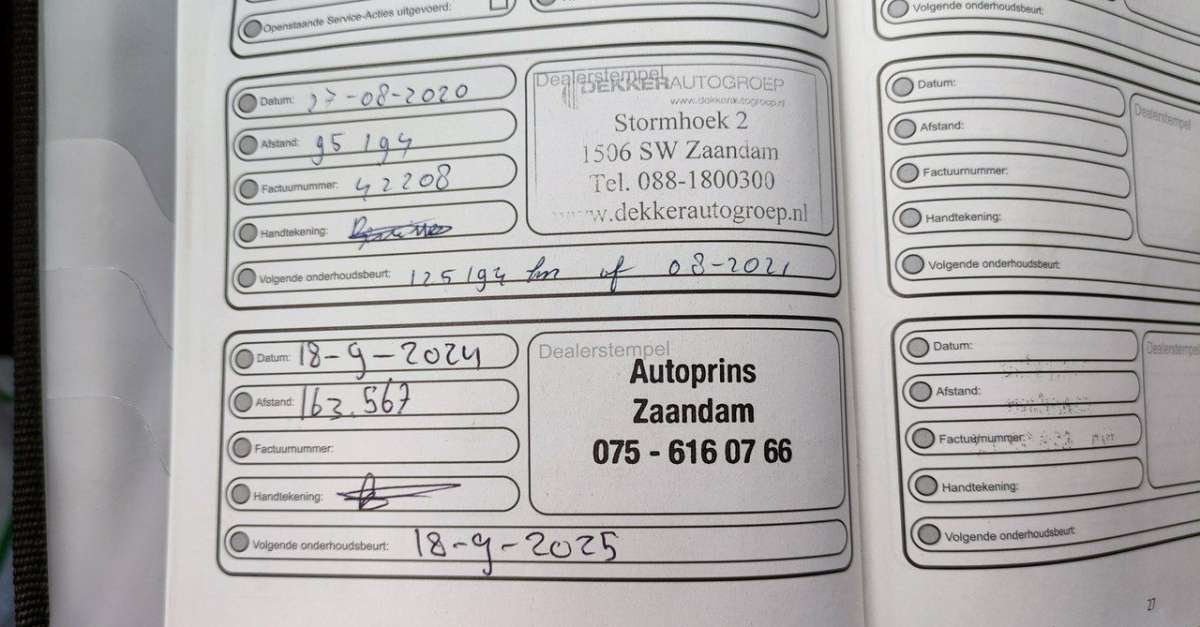 Openstaande Service-Acties uitgevoerd:
Datum: 27-08-2020
Afstand: 95194
Factuurnummer: 42208
Handtekening:
Volgende onderhoudsbeurt: 125194 km of 08-2021
Dealerstempel
DEKKERAUTOGROEP
www.dekkerautogroep.nl
Stormhoek 2
1506 SW Zaandam
Tel. 088-1800300
www.dekkerautogroep.nl
Datum: 18-9-2024
Afstand: 163.567
Factuurnummer:
Handtekening:
Volgende onderhoudsbeurt: 18-9-2025
Dealerstempel
Autoprins
Zaandam
075 - 616 07 66
Volgende onderhoudsbeurt:
Datum:
Afstand:
Factuurnummer:
Handtekening:
Volgende onderhoudsbeurt:
Dealerstempel
Datum:
Afstand:
Factuurnummer:
Handtekening:
Volgende onderhoudsbeurt:
Dealerstempel
27